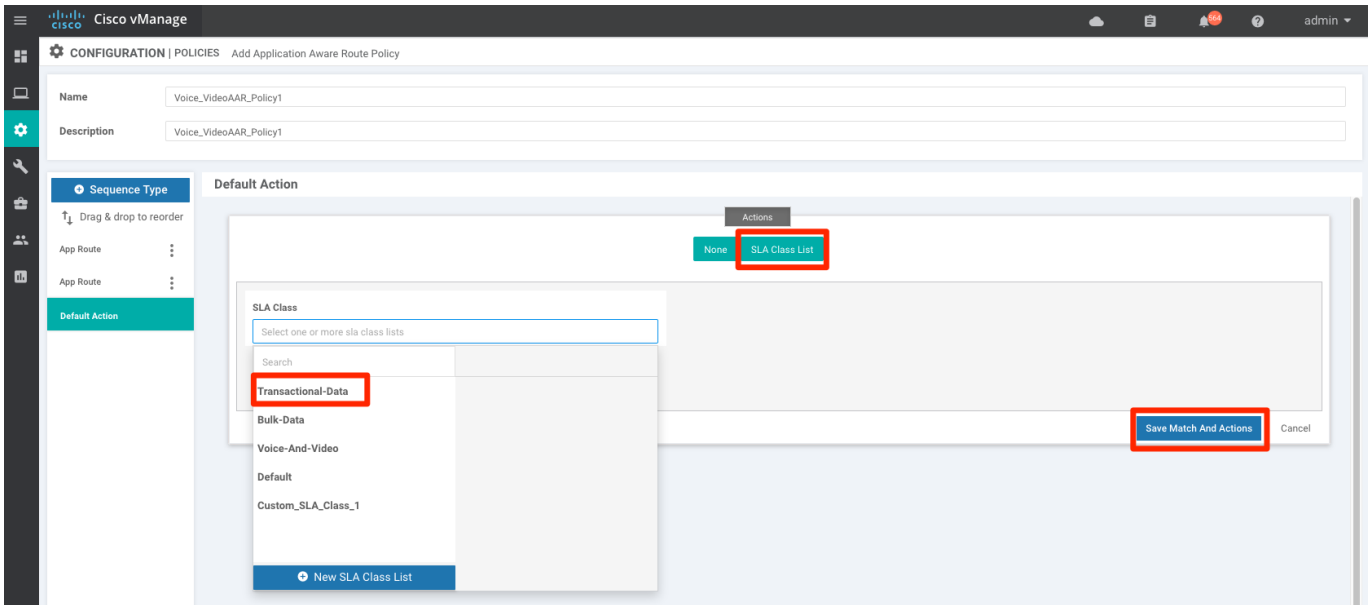 cisco Cisco vManage
564
admin
CONFIGURATION | POLICIES Add Application Aware Route Policy
Name Voice_VideoAAR_Policy1
Description Voice_VideoAAR_Policy1
Sequence Type
Drag & drop to reorder
App Route
App Route
Default Action
Default Action
Actions
None SLA Class List
SLA Class
Select one or more sla class lists
Search
Transactional-Data
Bulk-Data
Voice-And-Video
Default
Custom_SLA_Class_1
New SLA Class List
Save Match And Actions Cancel